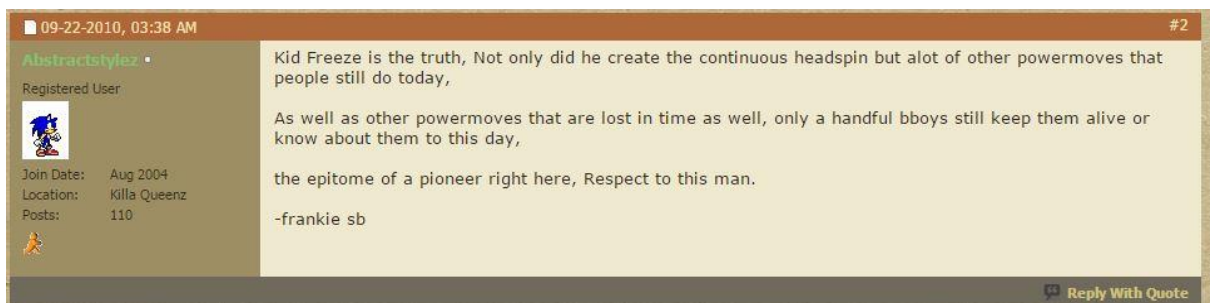 09-22-2010, 03:38 AM
#2
Abstractstylez
Registered User
Join Date: Aug 2004
Location: Killa Queenz
Posts: 110
Kid Freeze is the truth, Not only did he create the continuous headspin but alot of other powermoves that
people still do today,
As well as other powermoves that are lost in time as well, only a handful bboys still keep them alive or
know about them to this day,
the epitome of a pioneer right here, Respect to this man.
-frankie sb
Reply With Quote